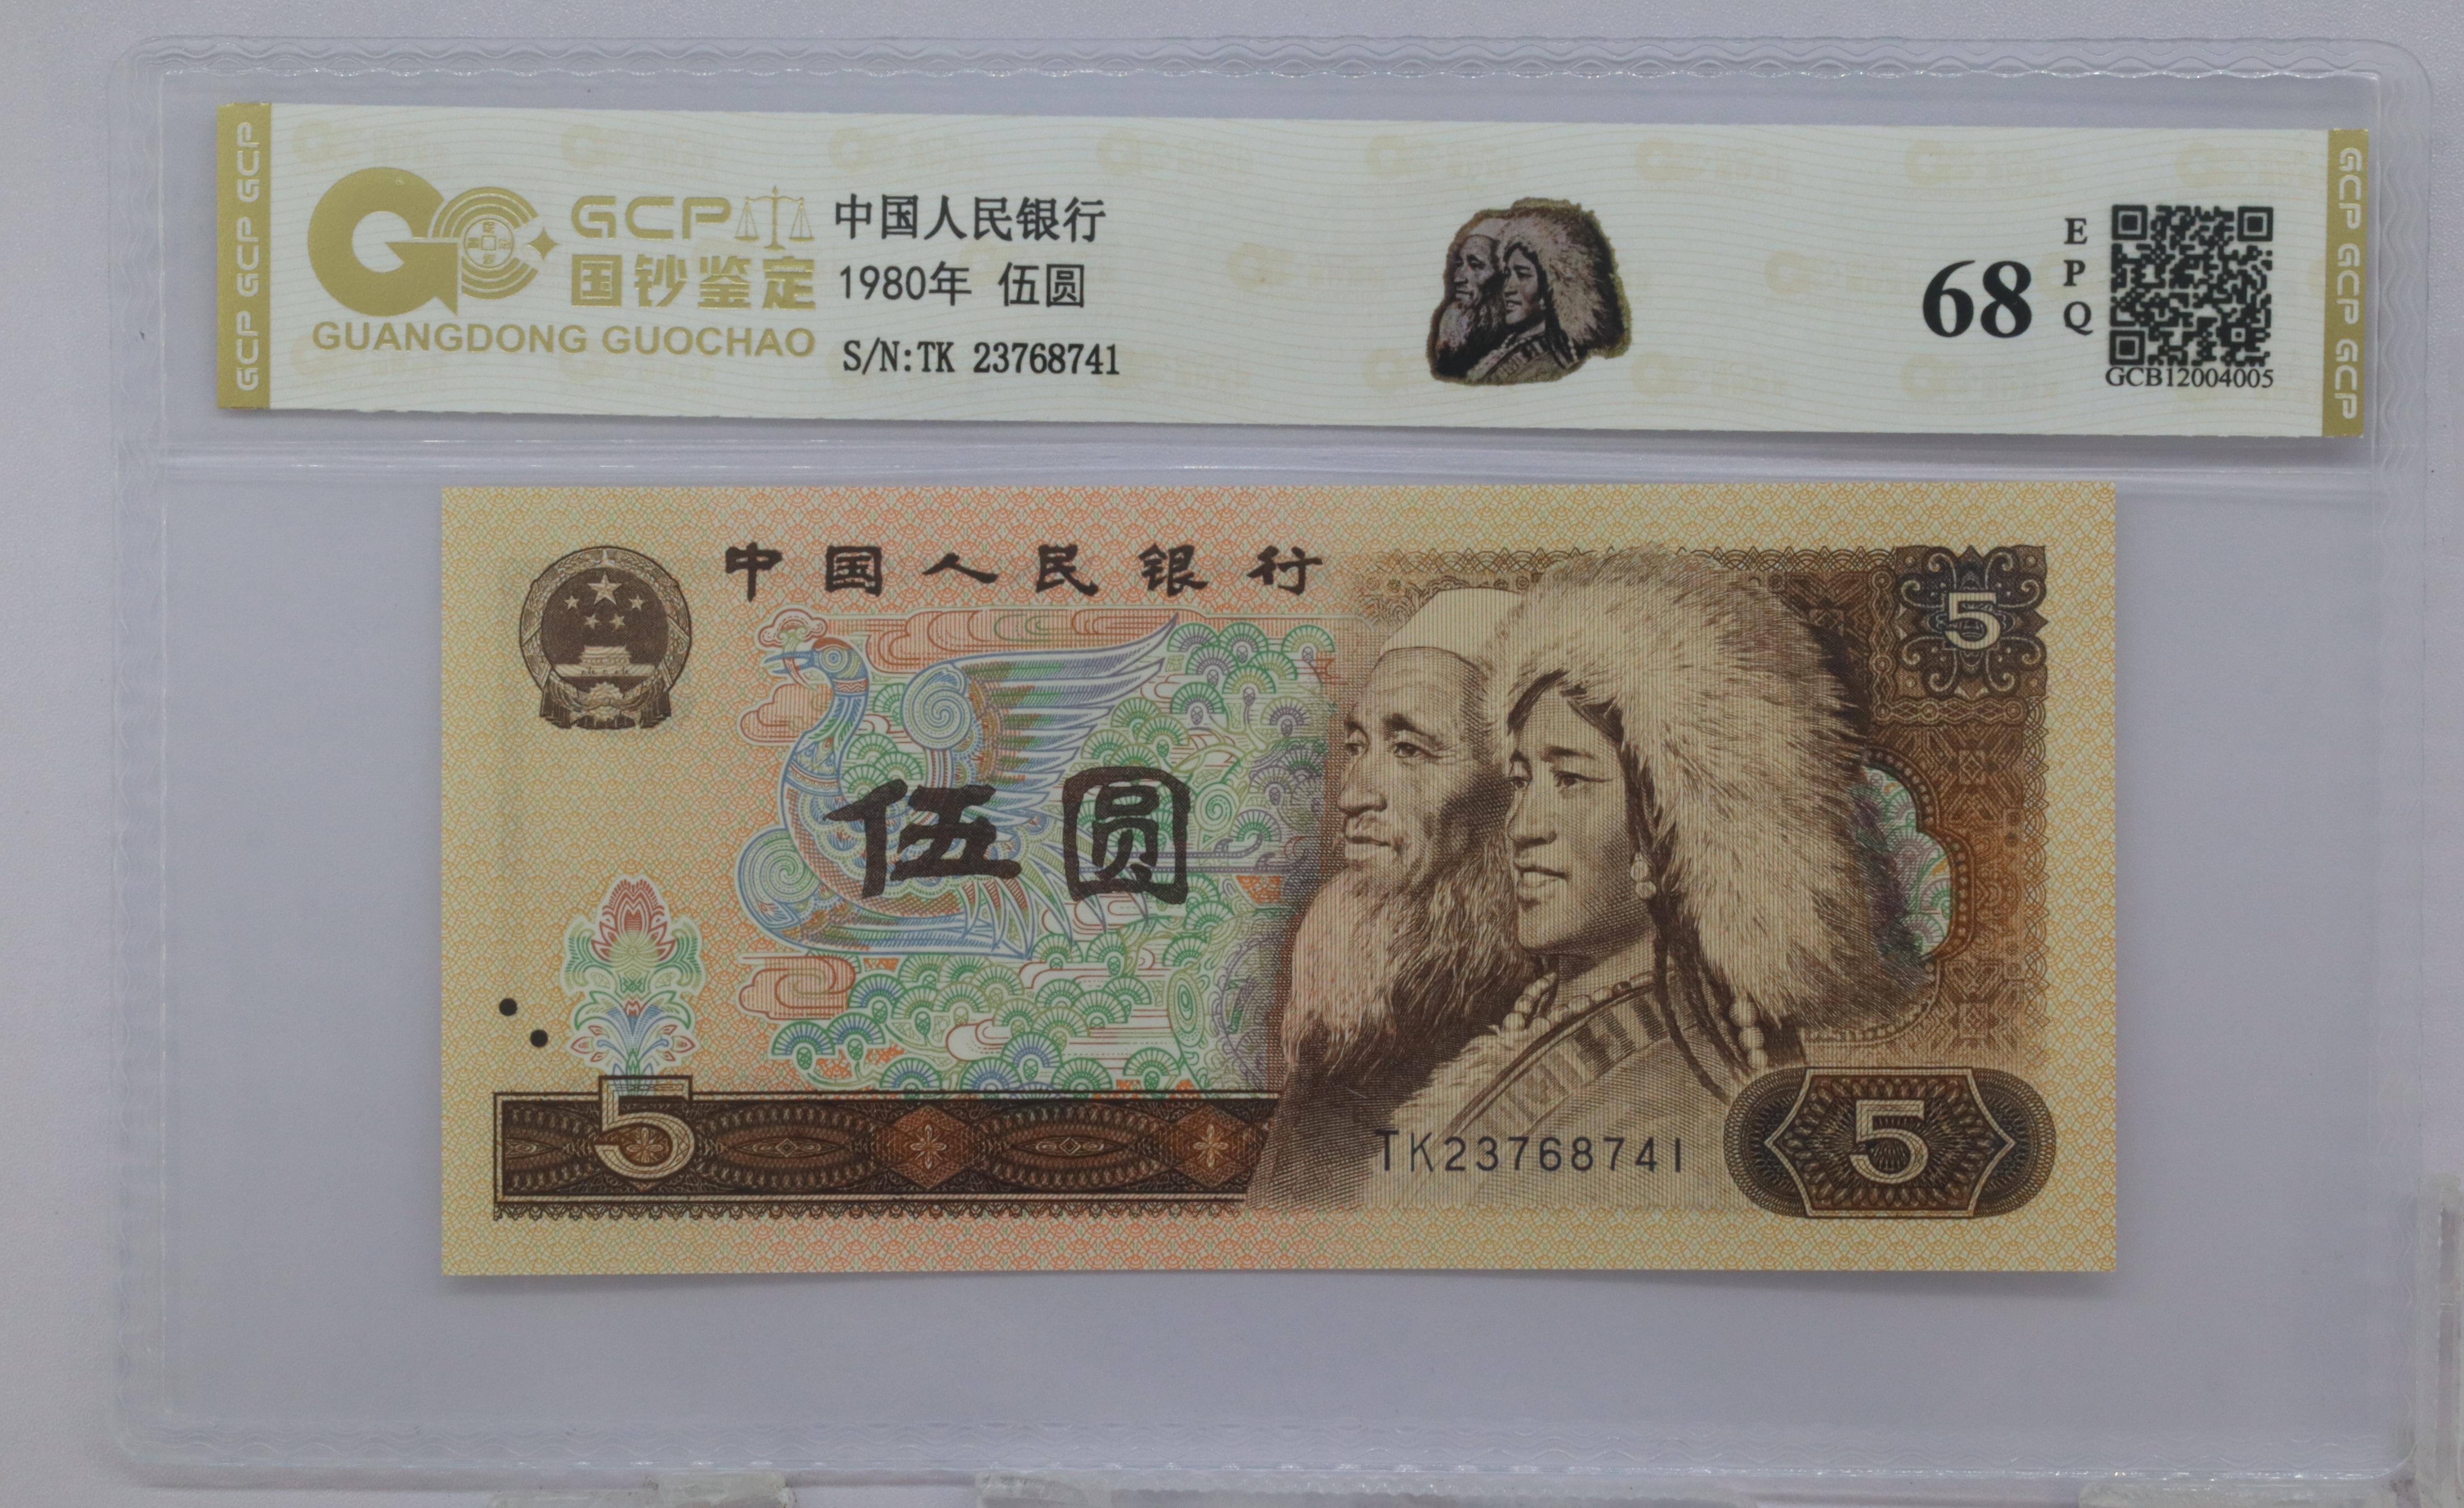 GCP GCP GCP
GCP
国钞鉴定
GUANGDONG GUOCHAO
中国人民银行
1980年 伍圆
S/N:TK 23768741
68
E
P
Q
GCB12004005
GCP GCP GCP
中国人民银行
5
伍圆
5
TK23768741
5